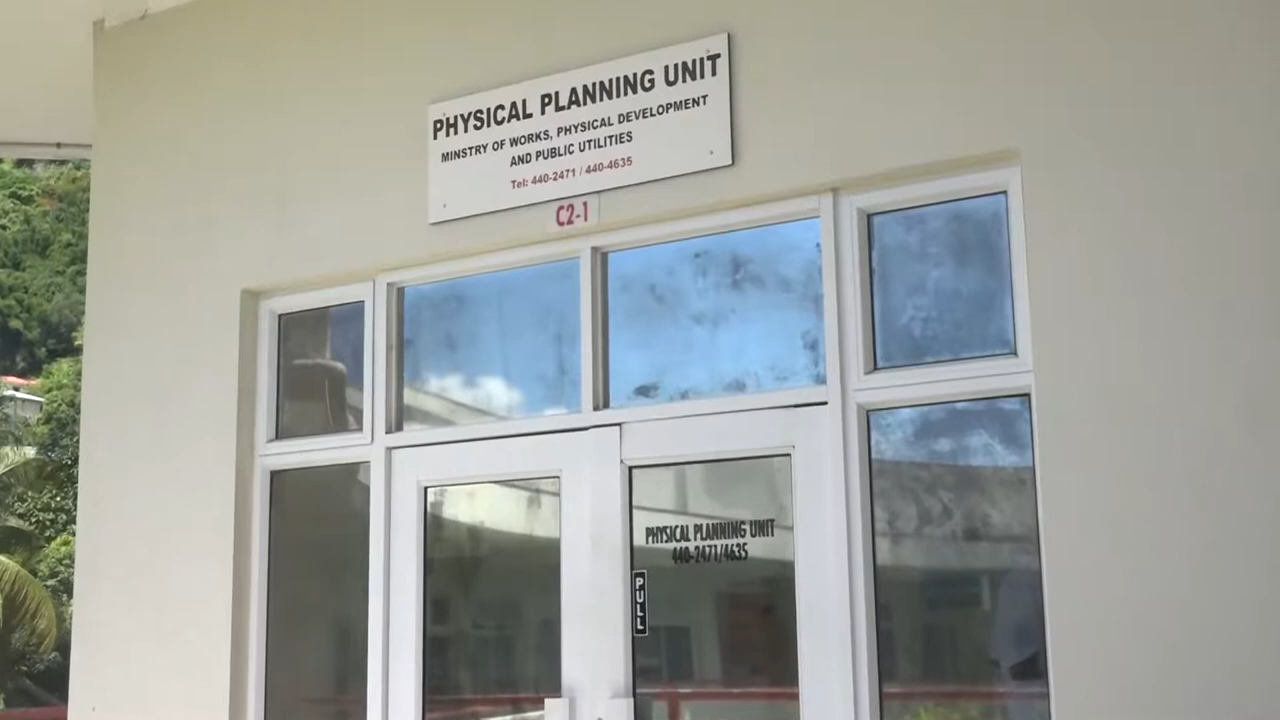 PHYSICAL PLANNING UNIT
MINSTRY OF WORKS, PHYSICAL DEVELOPMENT
AND PUBLIC UTILITIES
Tel: 440-2471 / 440-4635
C2-1
PHYSICAL PLANNING UNIT
440-2471/4635
PULL